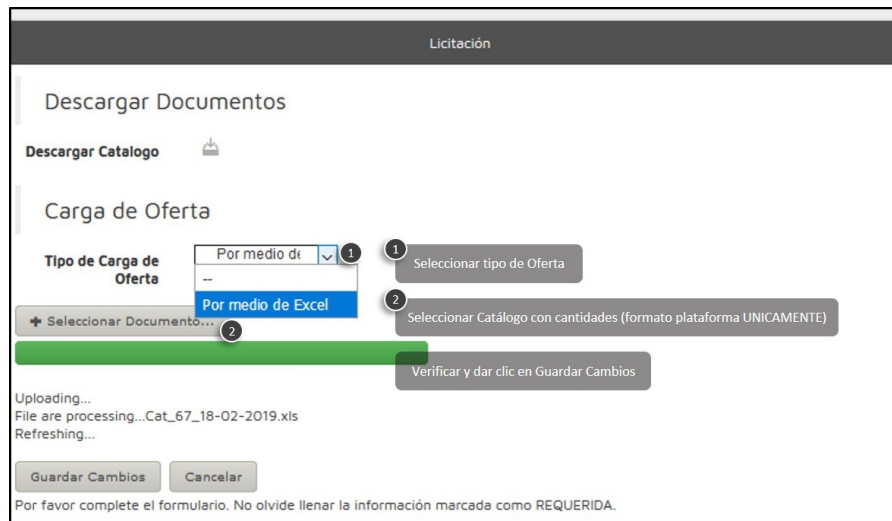 Licitación
Descargar Documentos
Descargar Catalogo
Carga de Oferta
Tipo de Carga de
Oferta
Por medio de
1
1
Seleccionar tipo de Oferta
--
Por medio de Excel
2
Seleccionar Catálogo con cantidades (formato plataforma UNICAMENTE)
+ Seleccionar Documento...
2
Verificar y dar clic en Guardar Cambios
Uploading...
File are processing...Cat_67_18-02-2019.xls
Refreshing...
Guardar Cambios
Cancelar
Por favor complete el formulario. No olvide llenar la información marcada como REQUERIDA.